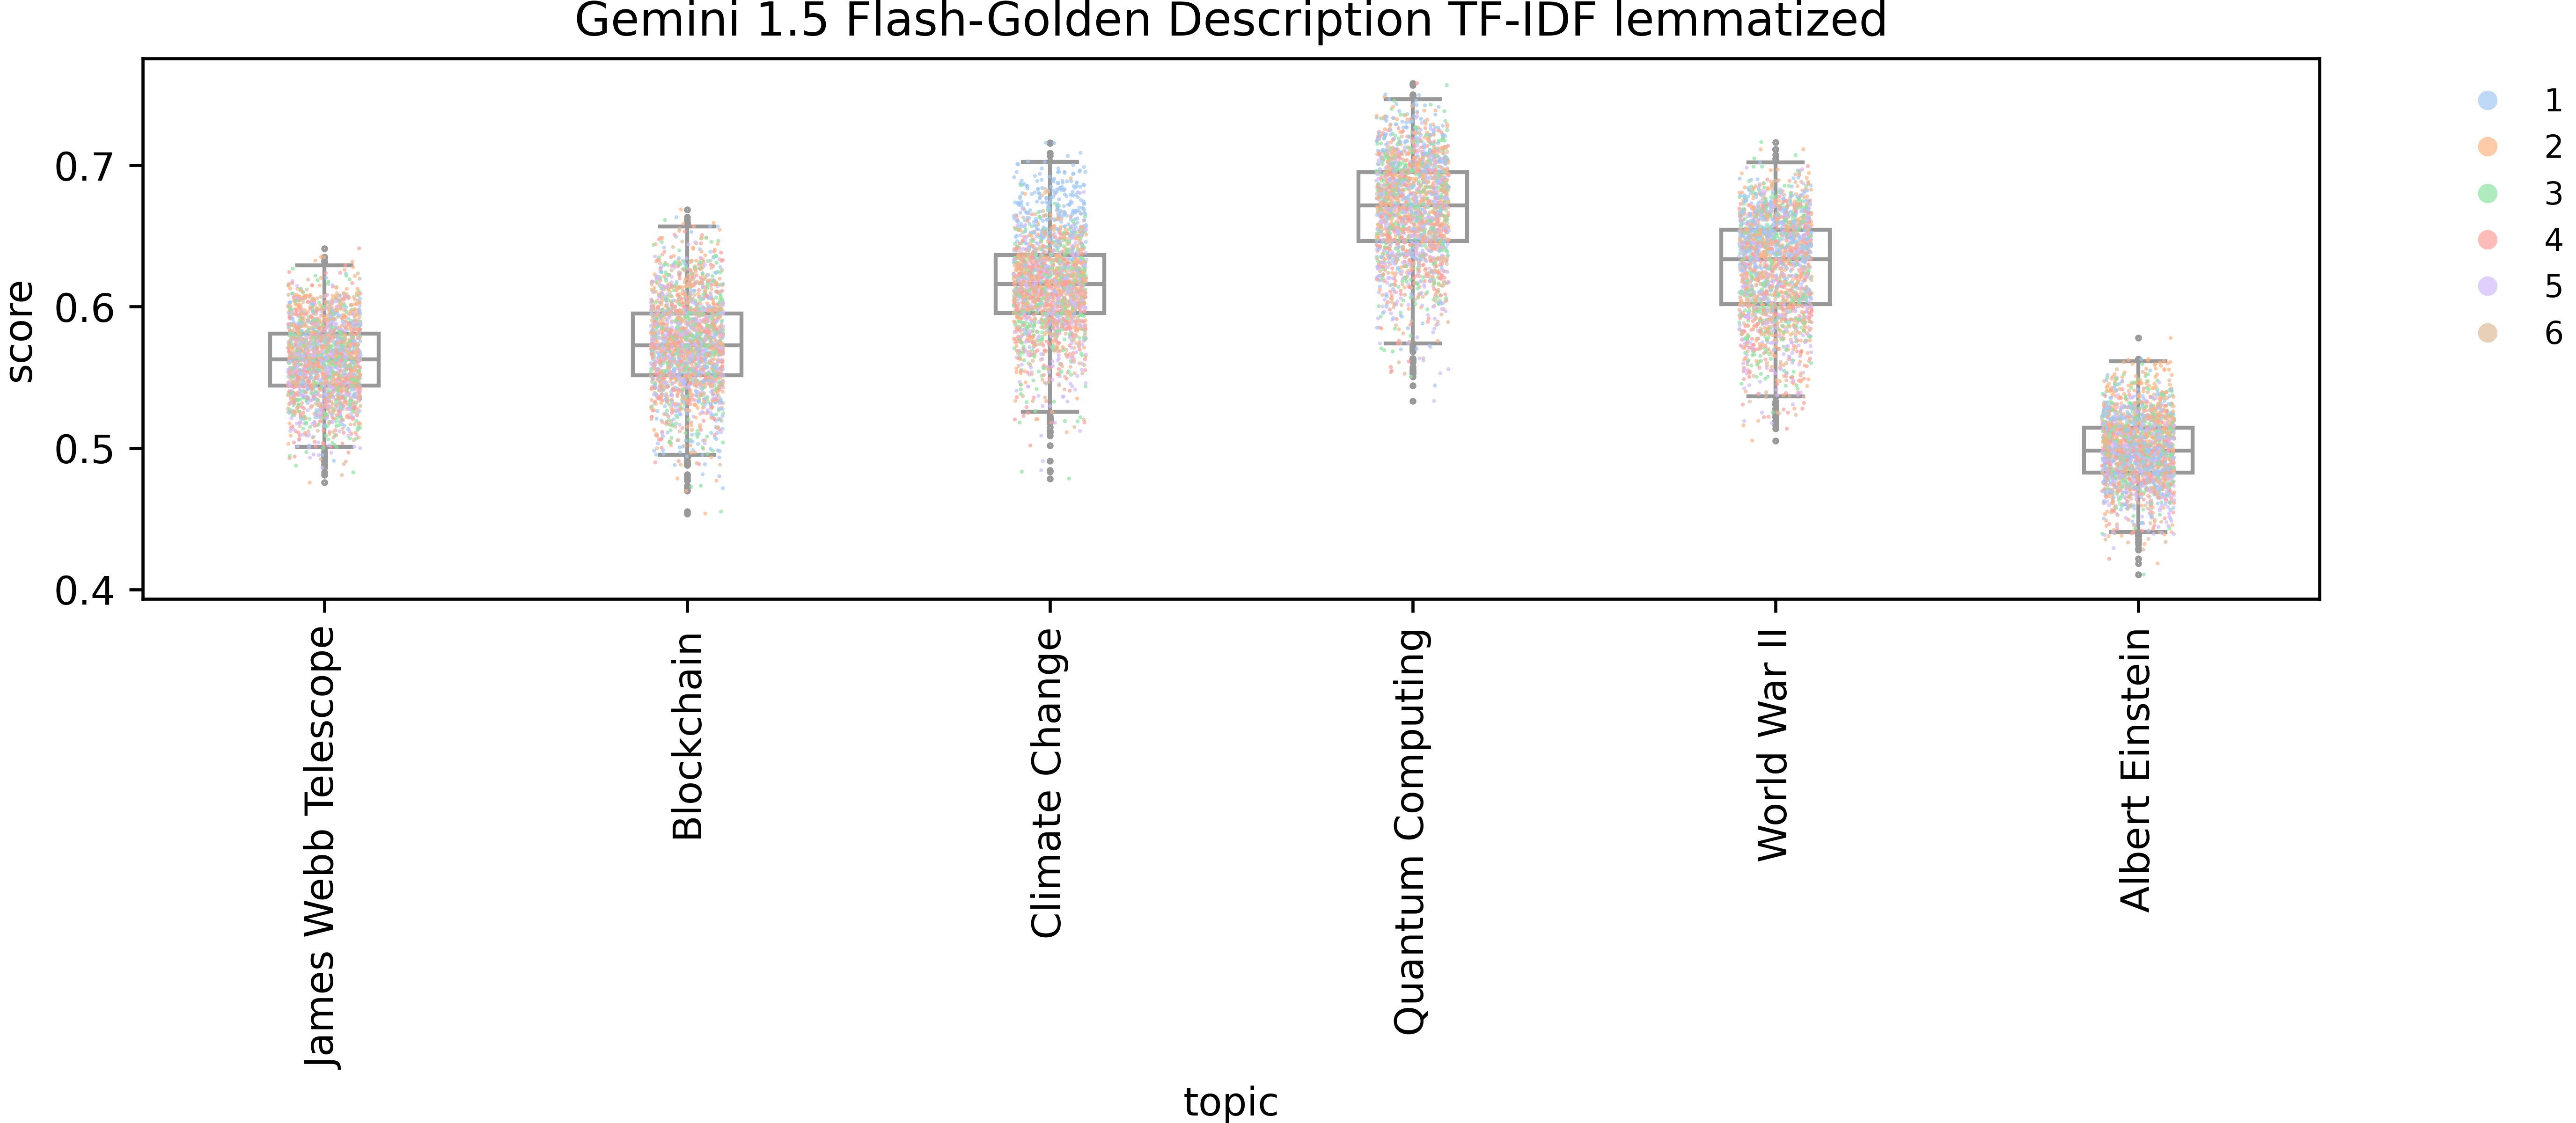 Gemini 1.5 Flash-Golden Description TF-IDF lemmatized
score
0.7
0.6
0.5
0.4
James Webb Telescope
Blockchain
Climate Change
Quantum Computing
World War II
Albert Einstein
topic
1
2
3
4
5
6